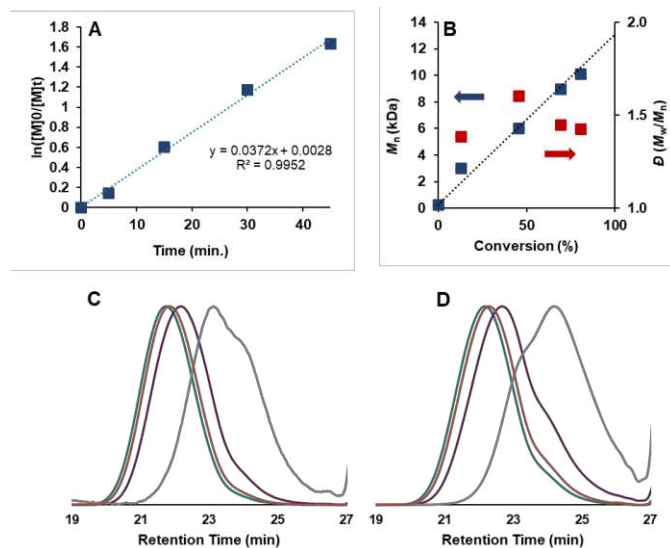 A
ln([M]0/[M]t)
1.8
1.6
1.4
1.2
1
0.8
0.6
0.4
0.2
0
y = 0.0372x + 0.0028
R² = 0.9952
0 10 20 30 40
Time (min.)
B
Mn (kDa)
14
12
10
8
6
4
2
0
2.0
1.5
1.0
Đ (Mw/Mn)
0 50 100
Conversion (%)
C
19 21 23 25 27
Retention Time (min)
D
19 21 23 25 27
Retention Time (min)